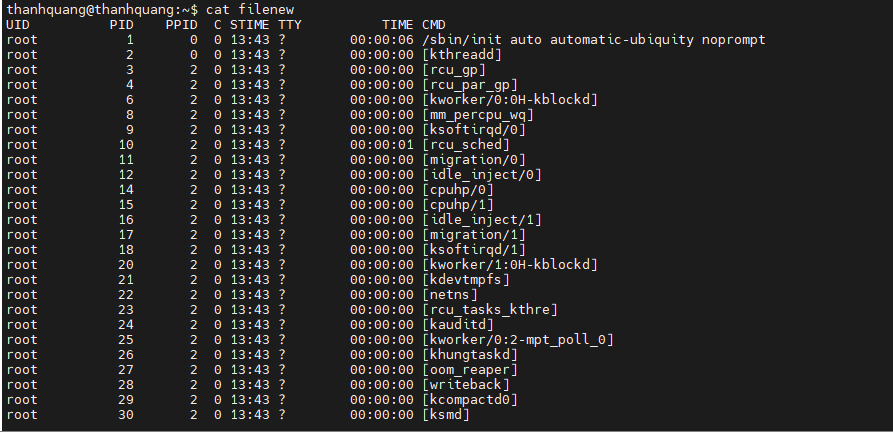 thanhquang@thanhquang:~$ cat filenew
UID          PID    PPID  C STIME TTY          TIME CMD
root           1       0  0 13:43 ?        00:00:06 /sbin/init auto automatic-ubiquity noprompt
root           2       0  0 13:43 ?        00:00:00 [kthreadd]
root           3       2  0 13:43 ?        00:00:00 [rcu_gp]
root           4       2  0 13:43 ?        00:00:00 [rcu_par_gp]
root           6       2  0 13:43 ?        00:00:00 [kworker/0:0H-kblockd]
root           8       2  0 13:43 ?        00:00:00 [mm_percpu_wq]
root           9       2  0 13:43 ?        00:00:00 [ksoftirqd/0]
root          10       2  0 13:43 ?        00:00:01 [rcu_sched]
root          11       2  0 13:43 ?        00:00:00 [migration/0]
root          12       2  0 13:43 ?        00:00:00 [idle_inject/0]
root          14       2  0 13:43 ?        00:00:00 [cpuhp/0]
root          15       2  0 13:43 ?        00:00:00 [cpuhp/1]
root          16       2  0 13:43 ?        00:00:00 [idle_inject/1]
root          17       2  0 13:43 ?        00:00:00 [migration/1]
root          18       2  0 13:43 ?        00:00:00 [ksoftirqd/1]
root          20       2  0 13:43 ?        00:00:00 [kworker/1:0H-kblockd]
root          21       2  0 13:43 ?        00:00:00 [kdevtmpfs]
root          22       2  0 13:43 ?        00:00:00 [netns]
root          23       2  0 13:43 ?        00:00:00 [rcu_tasks_kthre]
root          24       2  0 13:43 ?        00:00:00 [kauditd]
root          25       2  0 13:43 ?        00:00:00 [kworker/0:2-mpt_poll_0]
root          26       2  0 13:43 ?        00:00:00 [khungtaskd]
root          27       2  0 13:43 ?        00:00:00 [oom_reaper]
root          28       2  0 13:43 ?        00:00:00 [writeback]
root          29       2  0 13:43 ?        00:00:00 [kcompactd0]
root          30       2  0 13:43 ?        00:00:00 [ksmd]